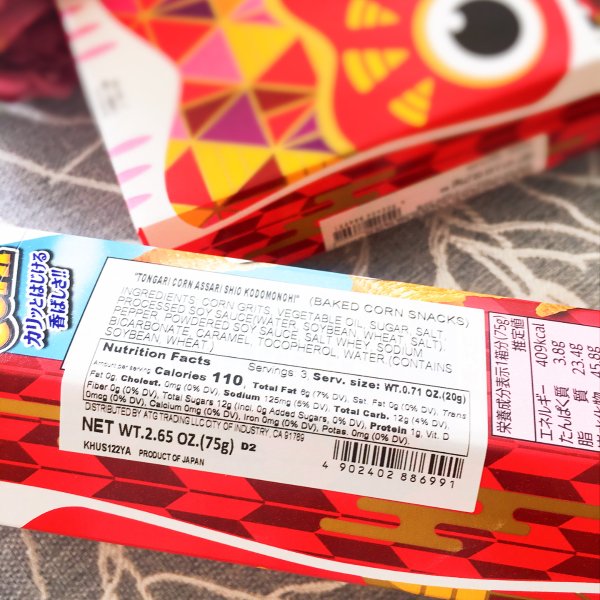 カリッとはじける
香ばしさ!!
"TONGARI CORN ASSARI SHIO KODOMONOHI" (BAKED CORN SNACKS)
INGREDIENTS: CORN GRITS, VEGETABLE OIL, SUGAR, SALT,
PROCESSED SOY SAUCE(WATER, SOYBEAN, WHEAT, SALT),
PEPPER, POWDERED SOY SAUCE, SALT WHEY, SODIUM
BICARBONATE, CARAMEL, TOCOPHEROL, WATER (CONTAINS
SOYBEAN, WHEAT)
Nutrition Facts Servings 3, Serv. size: WT.0.71 OZ.(20g)
Amount per serving Calories 110, Total Fat 6g (7% DV), Sat. Fat 0g (0% DV), Trans
Fat 0g, Cholest. 0mg (0% DV), Sodium 125mg (5% DV), Total Carb. 12g (4% DV),
Fiber 0g (0% DV), Total Sugars 12g (Incl. 0g Added Sugars, 0% DV), Protein 1g, Vit. D
0mcg (0% DV), Calcium 0mg (0% DV), Iron 0mg (0% DV), Potas. 0mg (0% DV).
DISTRIBUTED BY ATG TRADING LLC CITY OF INDUSTRY, CA 91789
NET WT.2.65 OZ.(75g) D2
KHUS122YA PRODUCT OF JAPAN
4 902402 886991
栄養成分表示1箱分(75g)
推定値
エネルギー 409kcal
たんぱく質 3.8g
脂 質 23.4g
炭水化物 45.8g